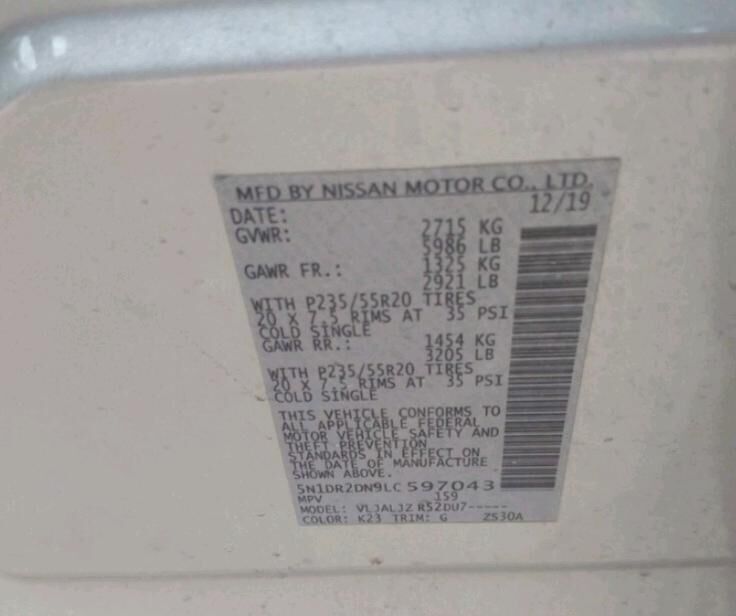 MFD BY NISSAN MOTOR CO., LTD.
DATE: 12/19
GVWR: 2715 KG
5986 LB
GAWR FR.: 1325 KG
2921 LB
WITH P235/55R20 TIRES
20 X 7.5 RIMS AT 35 PSI
COLD SINGLE
GAWR RR.: 1454 KG
3205 LB
WITH P235/55R20 TIRES
20 X 7.5 RIMS AT 35 PSI
COLD SINGLE
THIS VEHICLE CONFORMS TO
ALL APPLICABLE FEDERAL
MOTOR VEHICLE SAFETY AND
THEFT PREVENTION
STANDARDS IN EFFECT ON
THE DATE OF MANUFACTURE
SHOWN ABOVE.
5N1DR2DN9LC597043
MPV 159
MODEL: VLJALJZ R52DU7-----
COLOR: K23 TRIM: G ZS30A